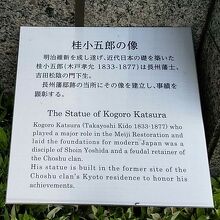 桂小五郎の像
明治維新を成し遂げ、近代日本の礎を築いた
桂小五郎(木戸孝允 1833-1877)は長州藩士、
吉田松陰の門下生。
長州藩邸跡の当所にその像を建立し、事績を
顕彰する。
The Statue of Kogoro Katsura
Kogoro Katsura (Takayoshi Kido 1833-1877) who
played a major role in the Meiji Restoration and
laid the foundations for modern Japan was a
disciple of Shoin Yoshida and a feudal retainer of
the Choshu clan.
His statue is built in the former site of the
Choshu clan's Kyoto residence to honor his
achievements.